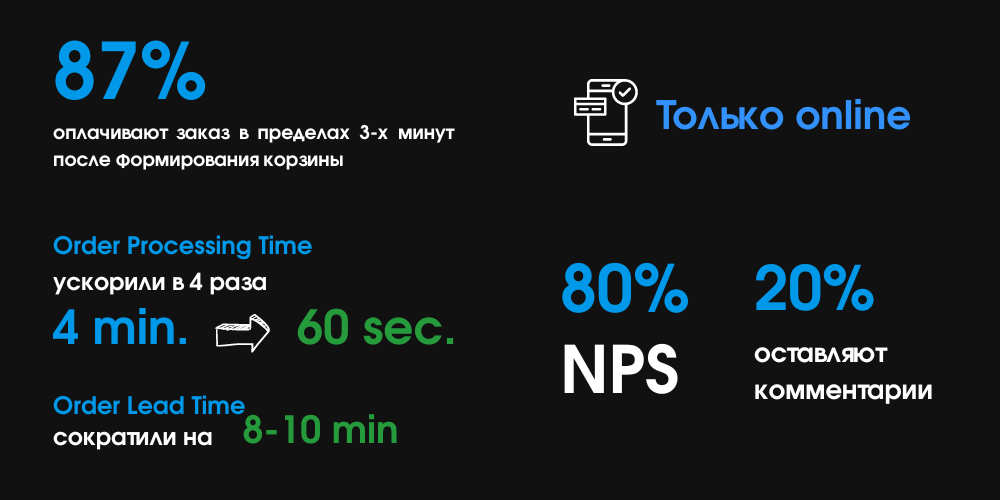 87%
оплачивают заказ в пределах 3-х минут
после формирования корзины
Только online
Order Processing Time
ускорили в 4 раза
4 min. 60 sec.
Order Lead Time
сократили на 8-10 min
80%
NPS
20%
оставляют
комментарии